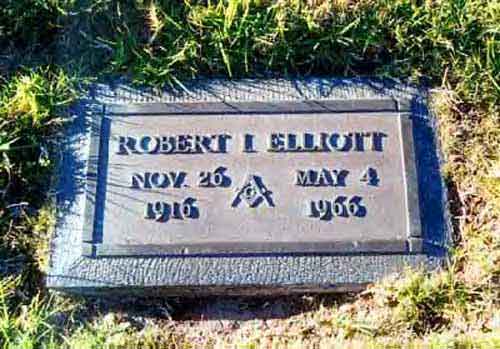 ROBERT I ELLIOTT
NOV. 26 MAY 4
1916 G 1966